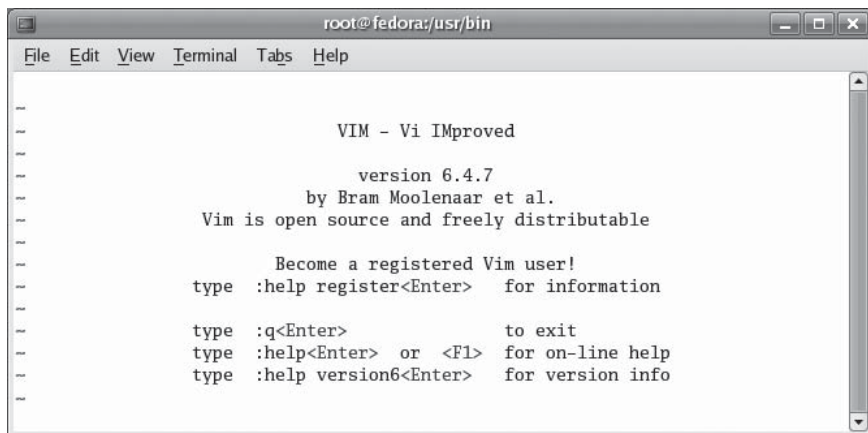 root@fedora:/usr/bin
File Edit View Terminal Tabs Help
~
~ VIM - Vi IMproved
~
~ version 6.4.7
~ by Bram Moolenaar et al.
~ Vim is open source and freely distributable
~
~ Become a registered Vim user!
~ type :help register<Enter> for information
~
~ type :q<Enter> to exit
~ type :help<Enter> or <F1> for on-line help
~ type :help version6<Enter> for version info
~